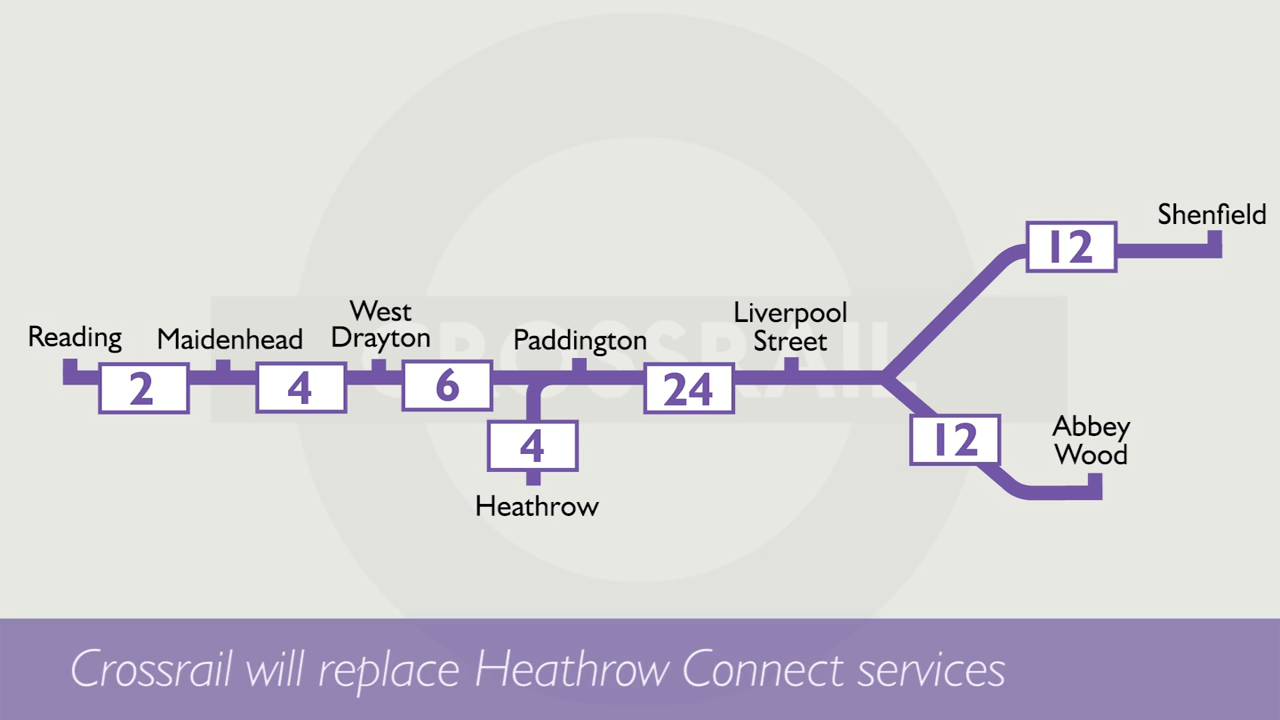 Shenfield
12
Liverpool
Street
West
Drayton
Reading
Maidenhead
Paddington
CROSSRAIL
2
4
6
24
4
Heathrow
12
Abbey
Wood
Crossrail will replace Heathrow Connect services